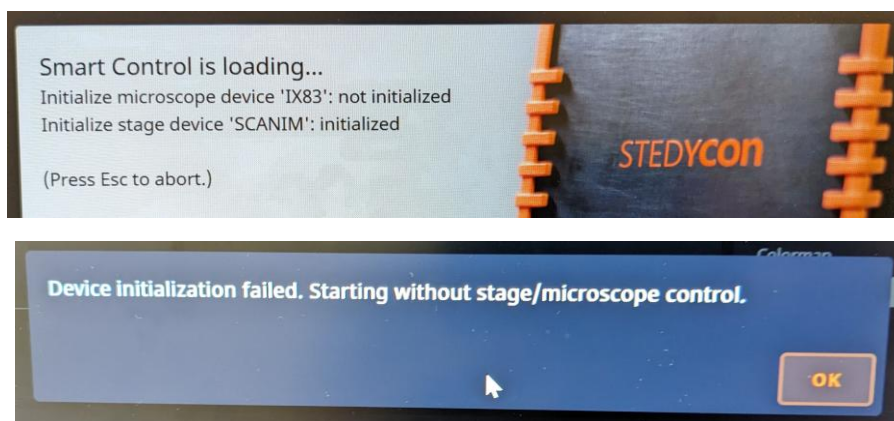 Smart Control is loading...
Initialize microscope device 'IX83': not initialized
Initialize stage device 'SCANIM': initialized
(Press Esc to abort.)
STEDYCON
Colormap
Device initialization failed. Starting without stage/microscope control.
OK